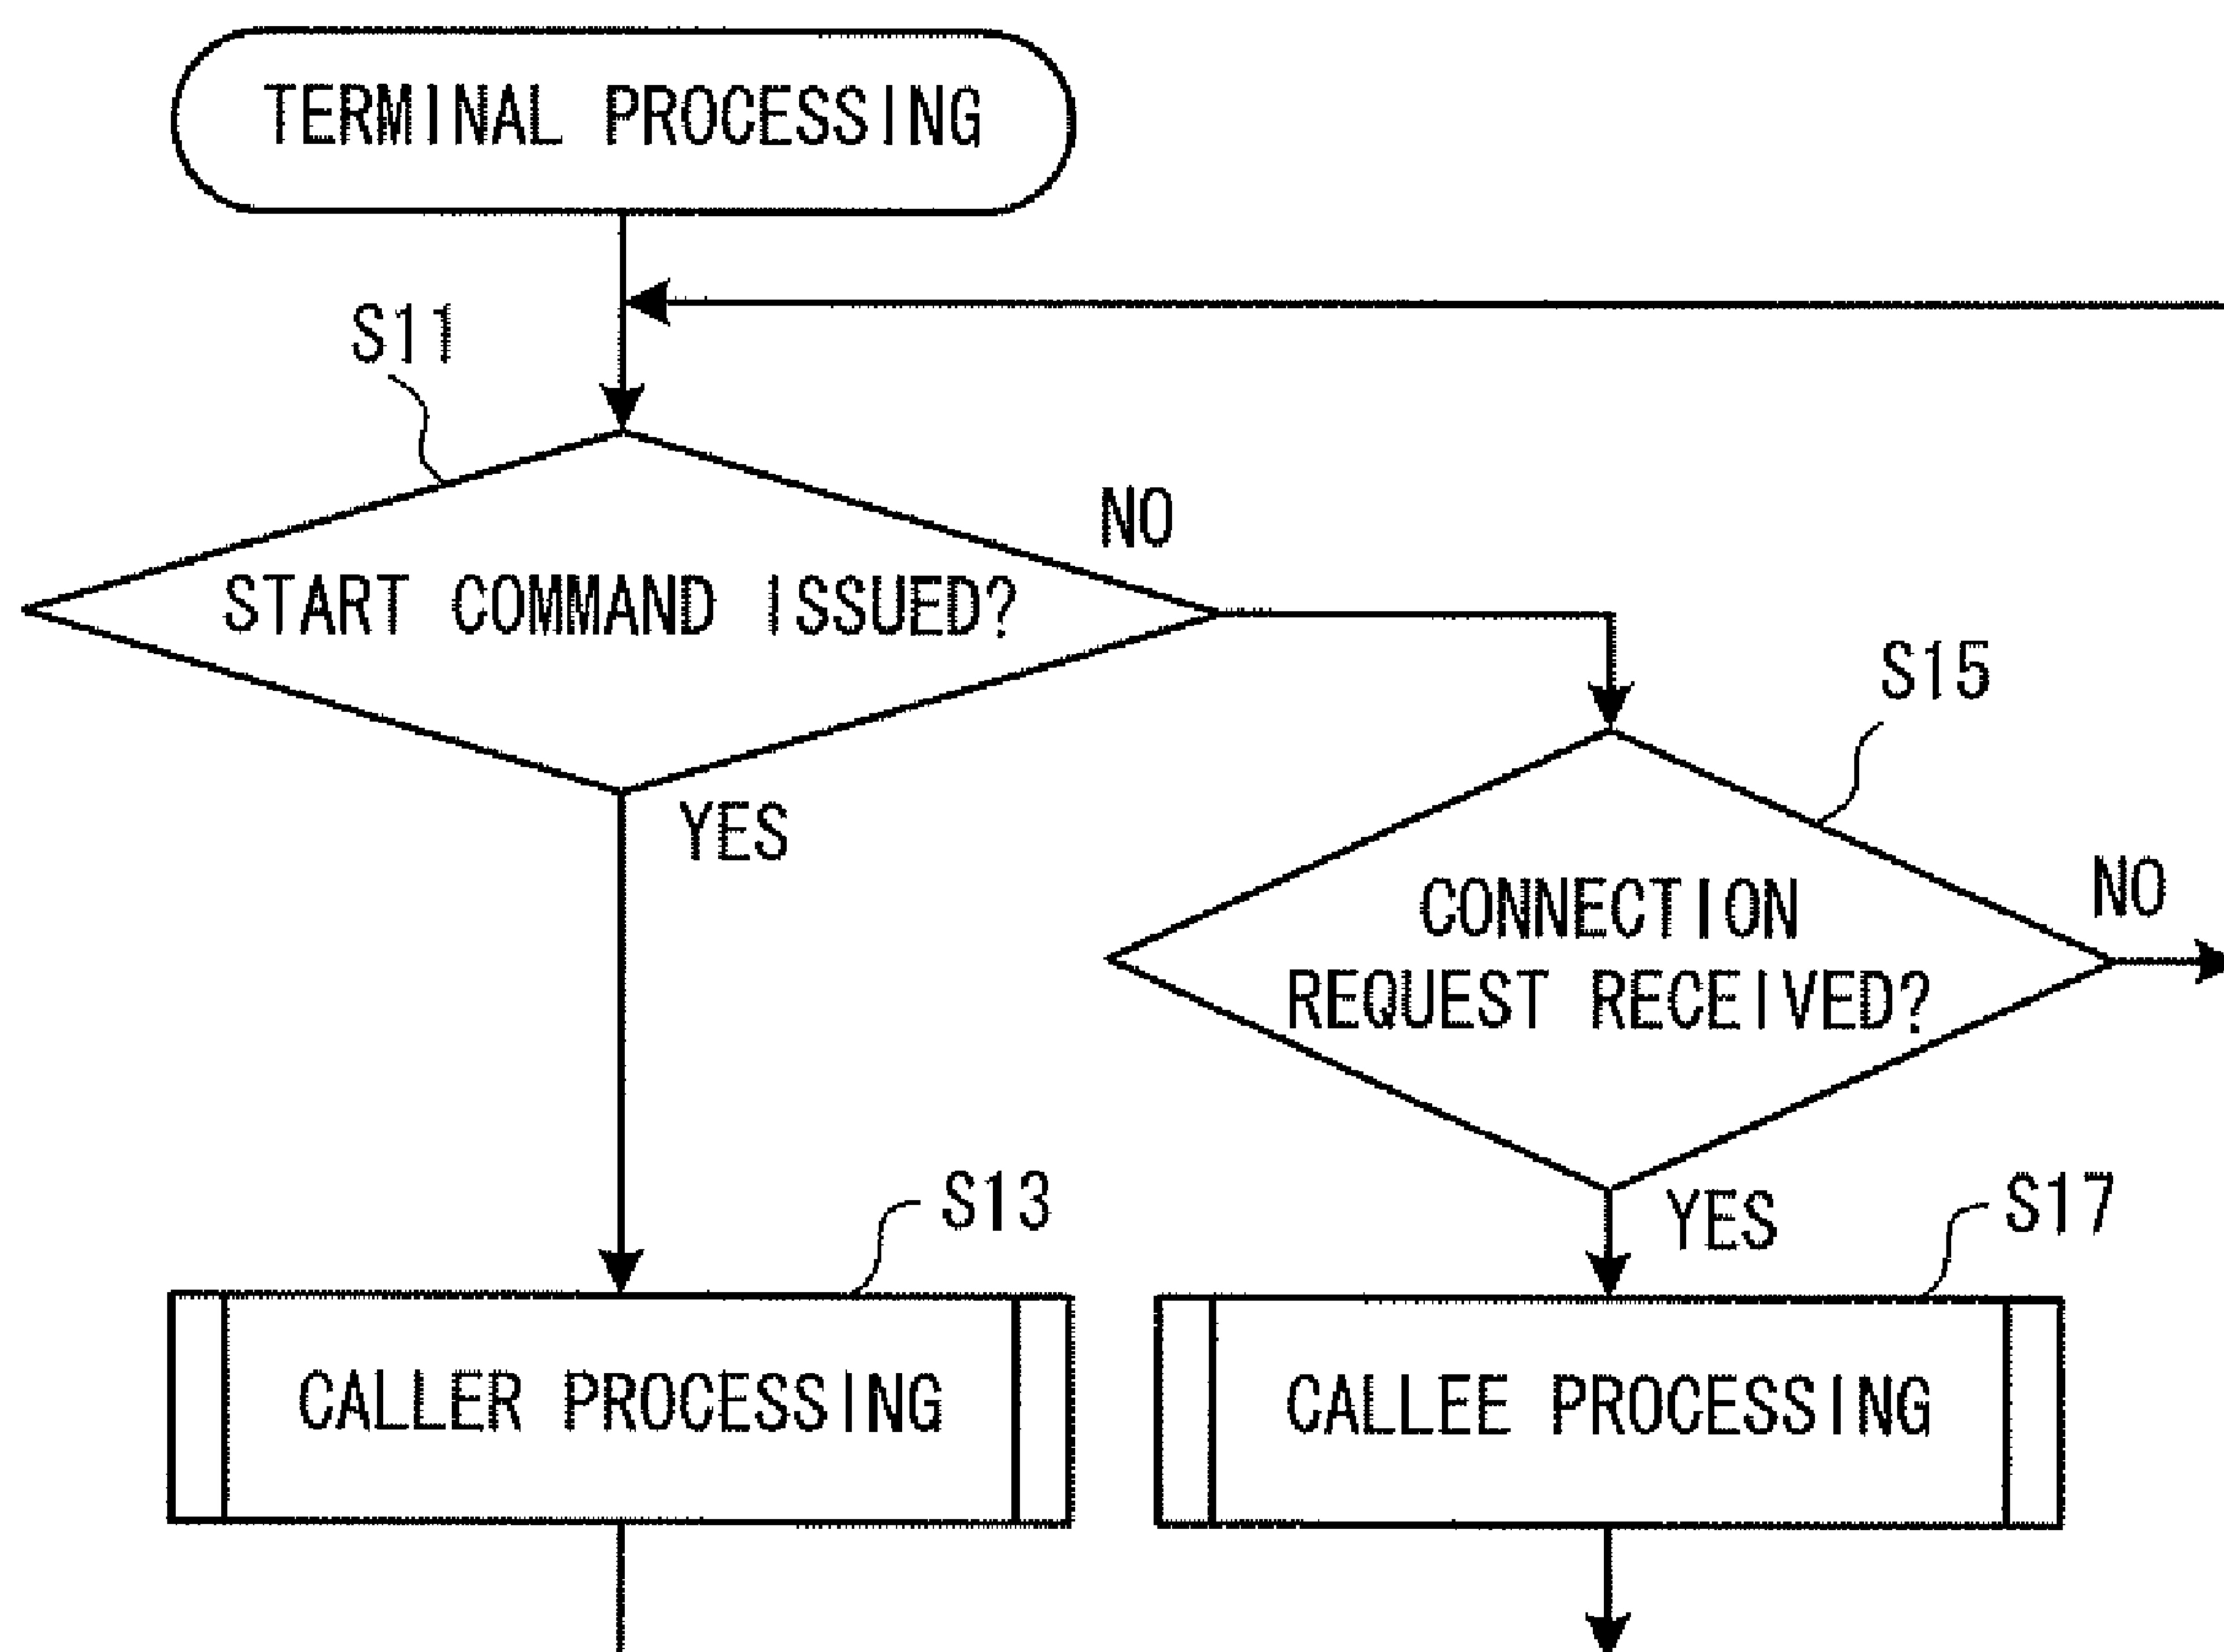 TERMINAL PROCESSING
S11
NO
START COMMAND ISSUED?
S15
YES
NO
CONNECTION
REQUEST RECEIVED?
S13
YES
S17
CALLER PROCESSING
CALLEE PROCESSING